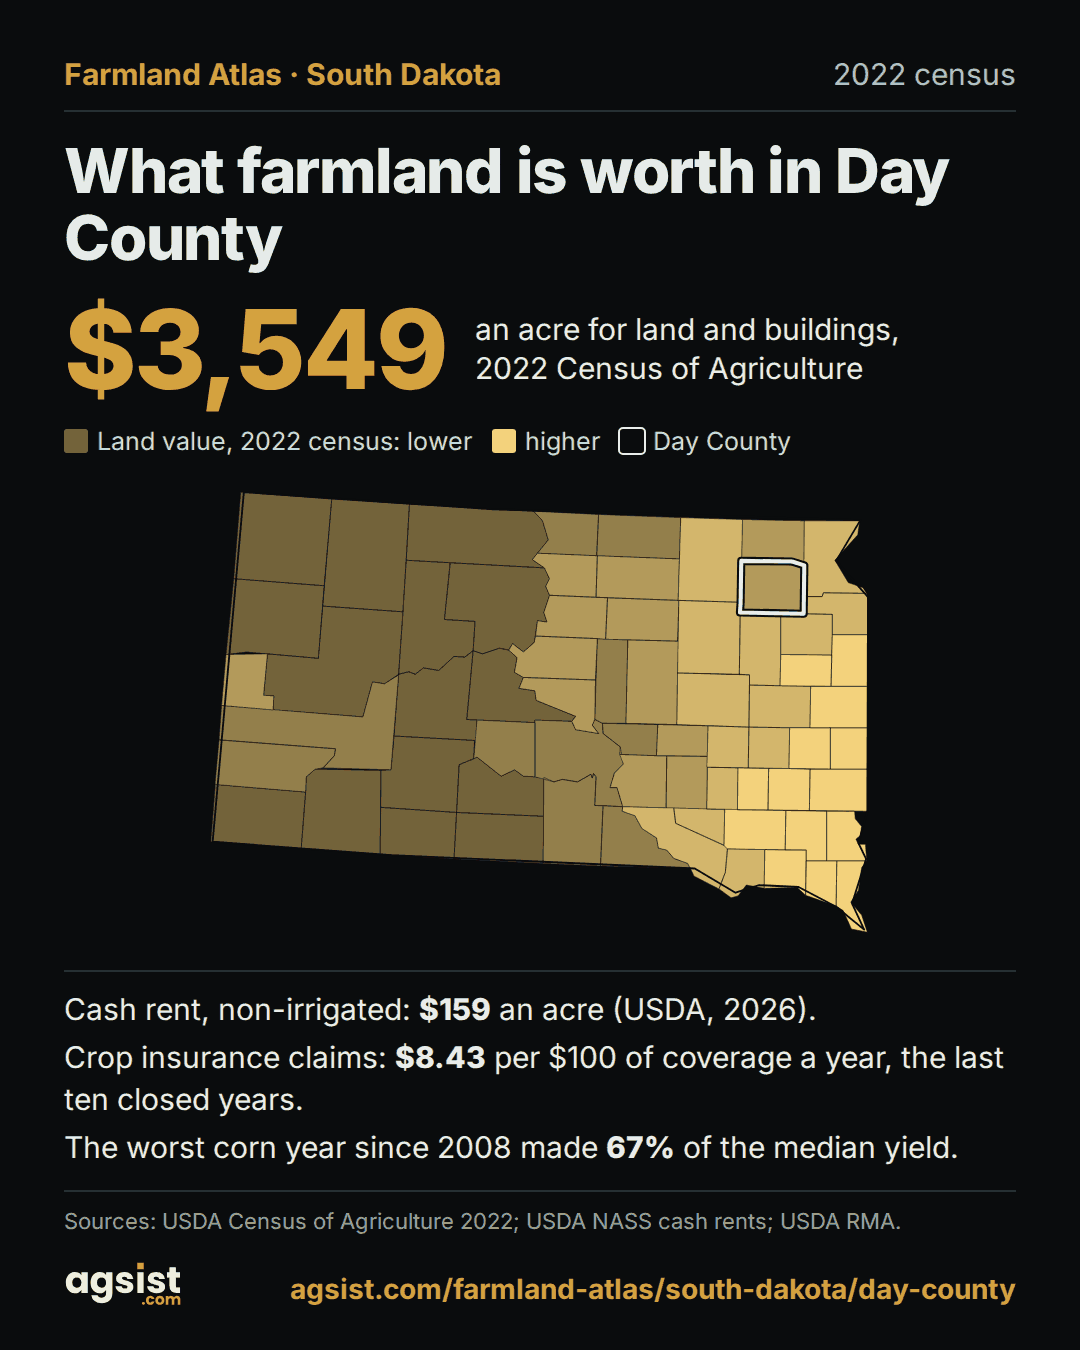 Farmland Atlas · South Dakota
2022 census
What farmland is worth in Day
County
$3,549
an acre for land and buildings,
2022 Census of Agriculture
Land value, 2022 census: lower
higher
Day County
Cash rent, non-irrigated: $159 an acre (USDA, 2026).
Crop insurance claims: $8.43 per $100 of coverage a year, the last
ten closed years.
The worst corn year since 2008 made 67% of the median yield.
Sources: USDA Census of Agriculture 2022; USDA NASS cash rents; USDA RMA.
agsist
.com
agsist.com/farmland-atlas/south-dakota/day-county